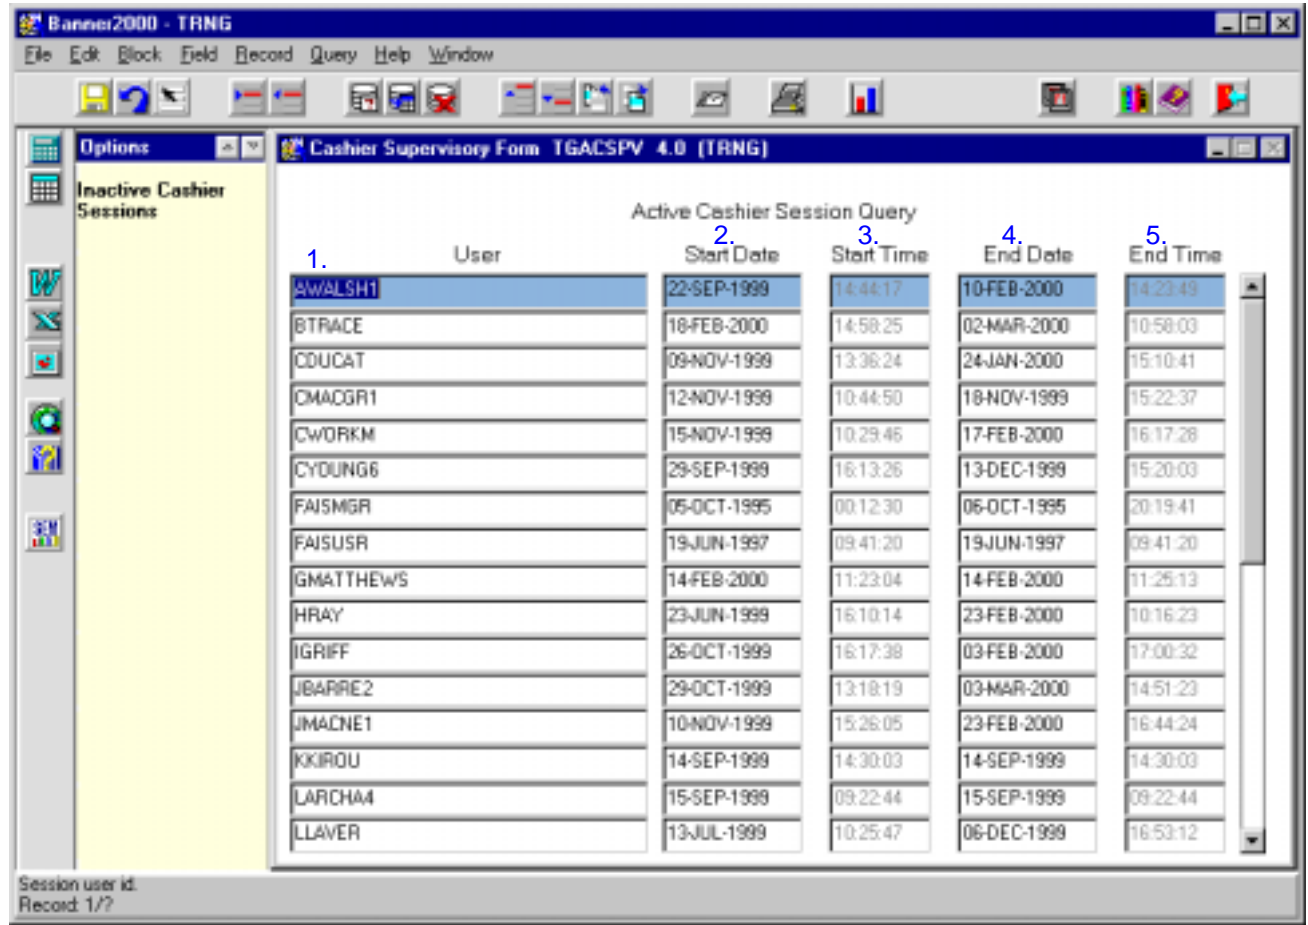 Banner2000 - TRNG
File Edit Block Field Record Query Help Window
Options
Cashier Supervisory Form TGACSPV 4.0 (TRNG)
Inactive Cashier
Sessions
Active Cashier Session Query
1. 2. 3. 4. 5.
User Start Date Start Time End Date End Time
AWALSH1 22-SEP-1999 14:44:17 10-FEB-2000 14:23:49
BTRACE 18-FEB-2000 14:58:25 02-MAR-2000 10:58:03
CDUCAT 09-NOV-1999 13:36:24 24-JAN-2000 15:10:41
CMACGR1 12-NOV-1999 10:44:50 18-NOV-1999 15:22:37
CWORKM 15-NOV-1999 10:29:46 17-FEB-2000 16:17:28
CYOUNG6 29-SEP-1999 16:13:26 13-DEC-1999 15:20:03
FAISMGR 05-OCT-1995 00:12:30 06-OCT-1995 20:19:41
FAISUSR 19-JUN-1997 09:41:20 19-JUN-1997 09:41:20
GMATTHEWS 14-FEB-2000 11:23:04 14-FEB-2000 11:25:13
HRAY 23-JUN-1999 16:10:14 23-FEB-2000 10:16:23
IGRIFF 26-OCT-1999 16:17:38 03-FEB-2000 17:00:32
JBARRE2 29-OCT-1999 13:18:19 03-MAR-2000 14:51:23
JMACNE1 10-NOV-1999 15:26:05 23-FEB-2000 16:44:24
KKIROU 14-SEP-1999 14:30:03 14-SEP-1999 14:30:03
LARCHA4 15-SEP-1999 09:22:44 15-SEP-1999 09:22:44
LLAVER 13-JUL-1999 10:25:47 06-DEC-1999 16:53:12
Session user id.
Record: 1/?